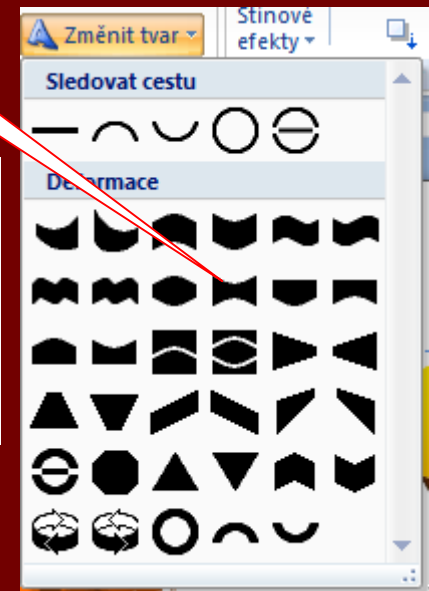 Změnit tvar
Stínové
efekty
Sledovat cestu
Deformace